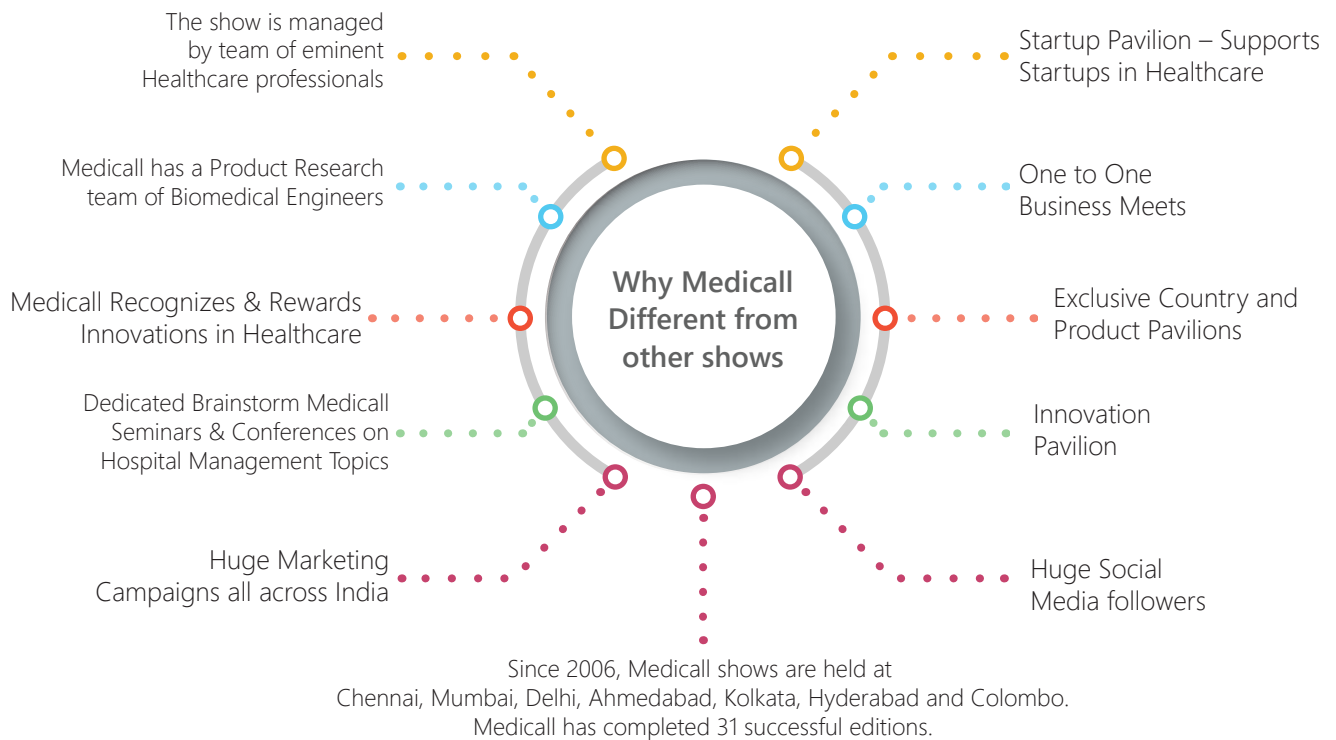 The show is managed
by team of eminent
Healthcare professionals
Medicall has a Product Research
team of Biomedical Engineers
Medicall Recognizes & Rewards
Innovations in Healthcare
Dedicated Brainstorm Medicall
Seminars & Conferences on
Hospital Management Topics
Huge Marketing
Campaigns all across India
Why Medicall
Different from
other shows
Startup Pavilion – Supports
Startups in Healthcare
One to One
Business Meets
Exclusive Country and
Product Pavilions
Innovation
Pavilion
Huge Social
Media followers
Since 2006, Medicall shows are held at
Chennai, Mumbai, Delhi, Ahmedabad, Kolkata, Hyderabad and Colombo.
Medicall has completed 31 successful editions.